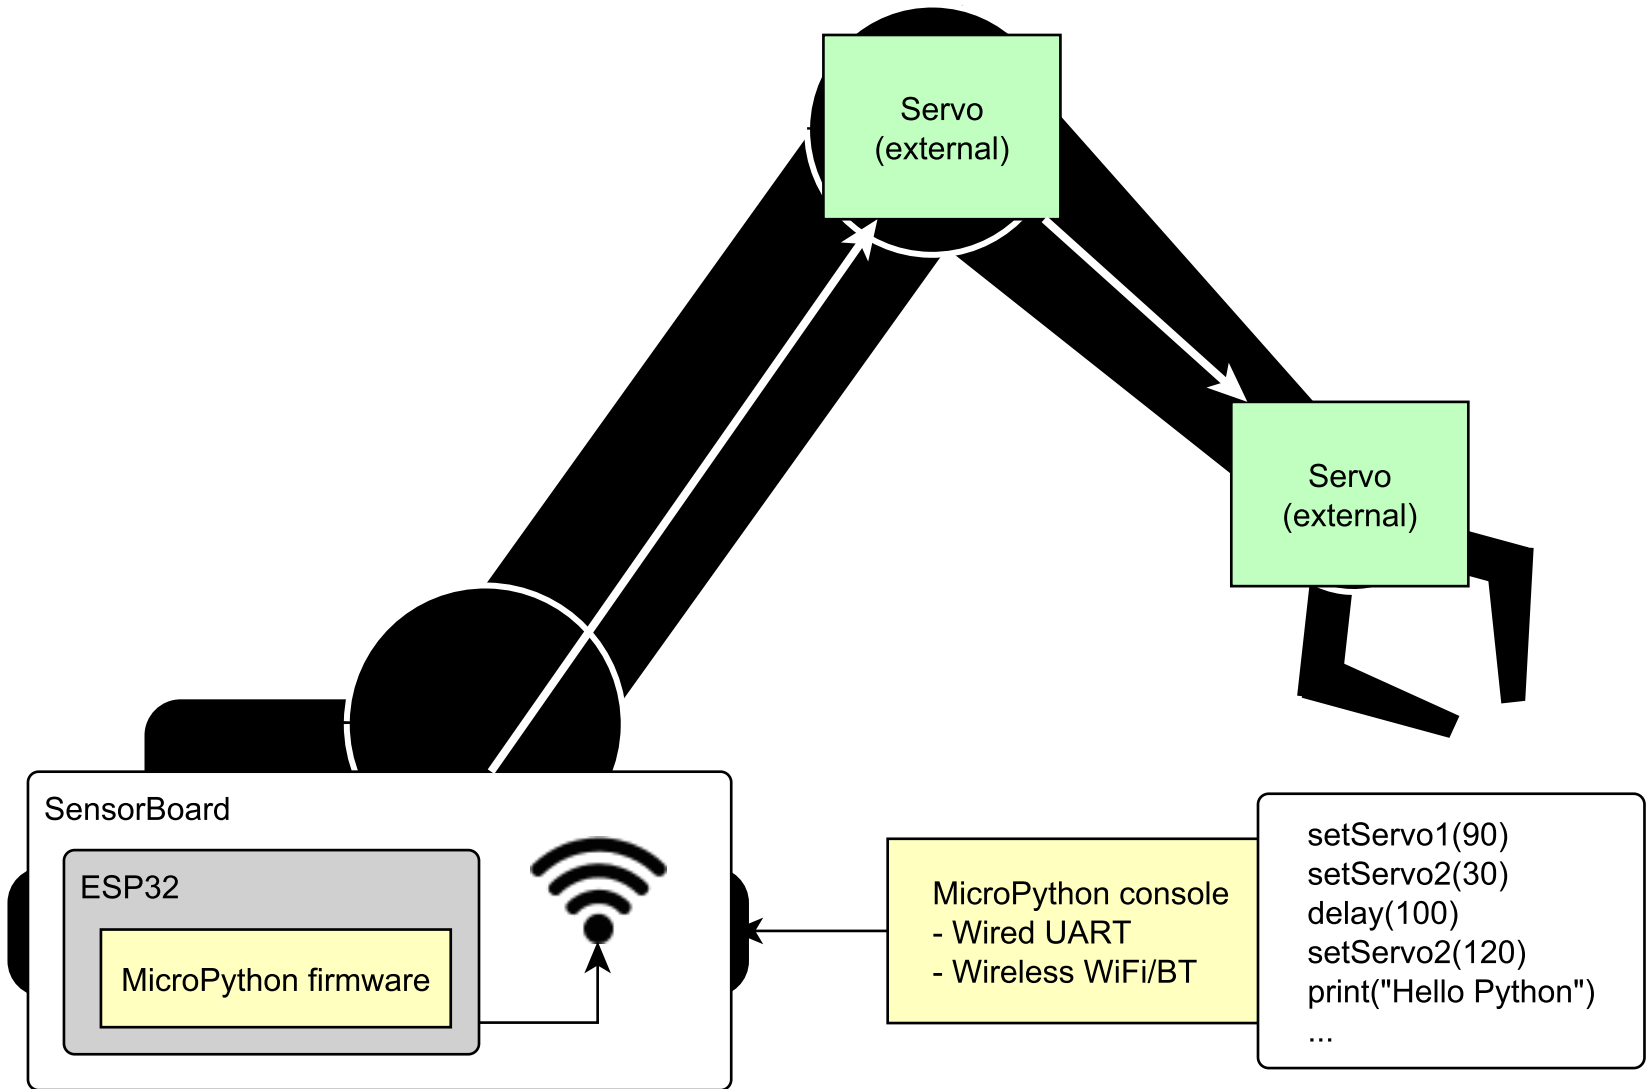 Servo
(external)
Servo
(external)
SensorBoard
ESP32
MicroPython firmware
MicroPython console
- Wired UART
- Wireless WiFi/BT
setServo1(90)
setServo2(30)
delay(100)
setServo2(120)
print("Hello Python")
...